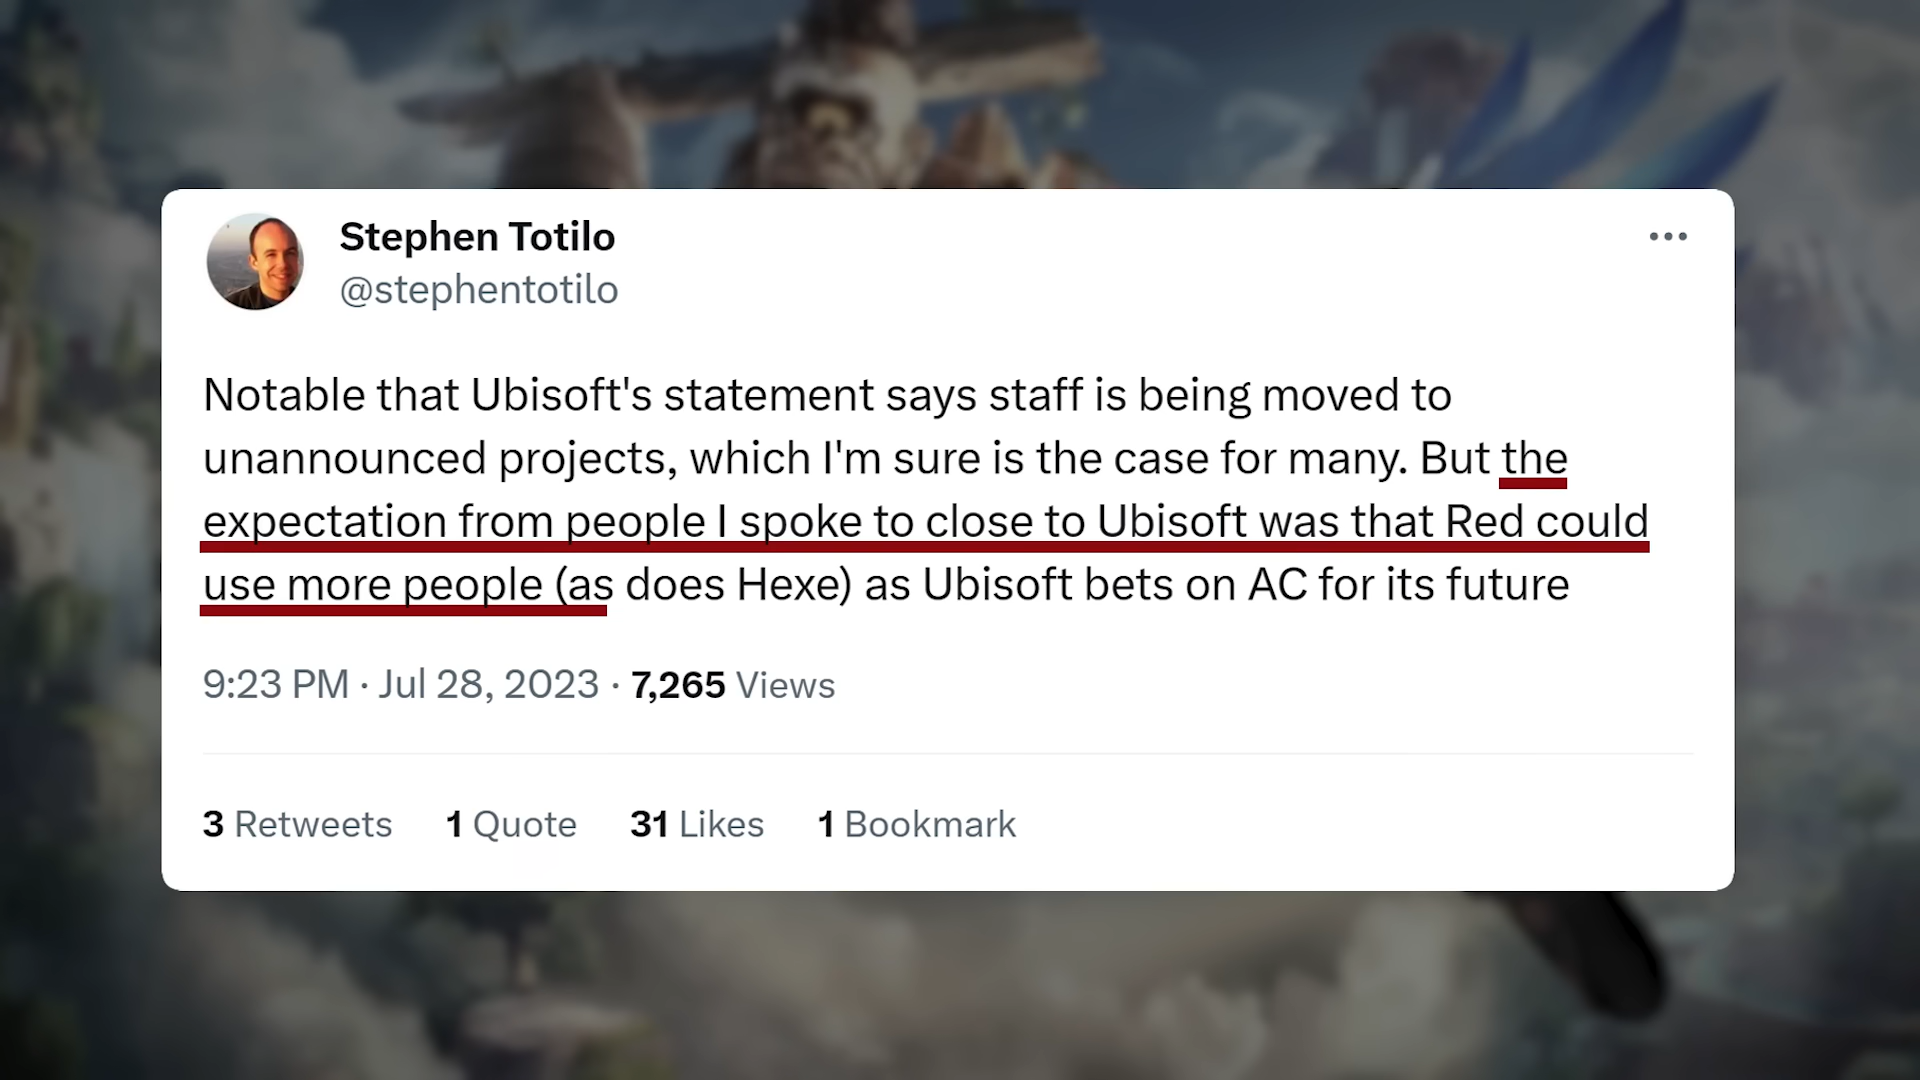 Stephen Totilo
@stephentotilo
Notable that Ubisoft's statement says staff is being moved to
unannounced projects, which I'm sure is the case for many. But the
expectation from people I spoke to close to Ubisoft was that Red could
use more people (as does Hexe) as Ubisoft bets on AC for its future
9:23 PM · Jul 28, 2023 · 7,265 Views
3 Retweets 1 Quote 31 Likes 1 Bookmark